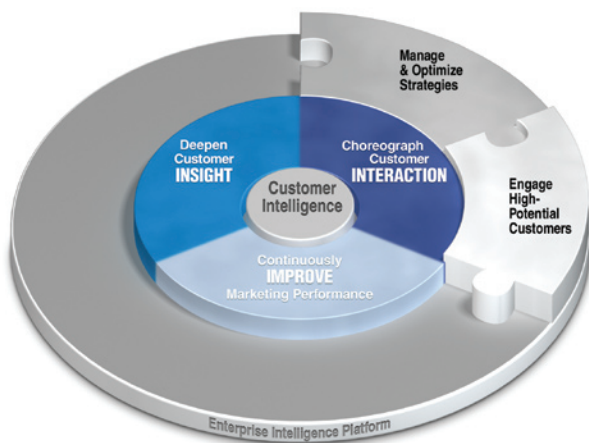 Manage
& Optimize
Strategies
Deepen
Customer
INSIGHT
Choreograph
Customer
INTERACTION
Customer
Intelligence
Engage
High-
Potential
Customers
Continuously
IMPROVE
Marketing Performance
Enterprise Intelligence Platform